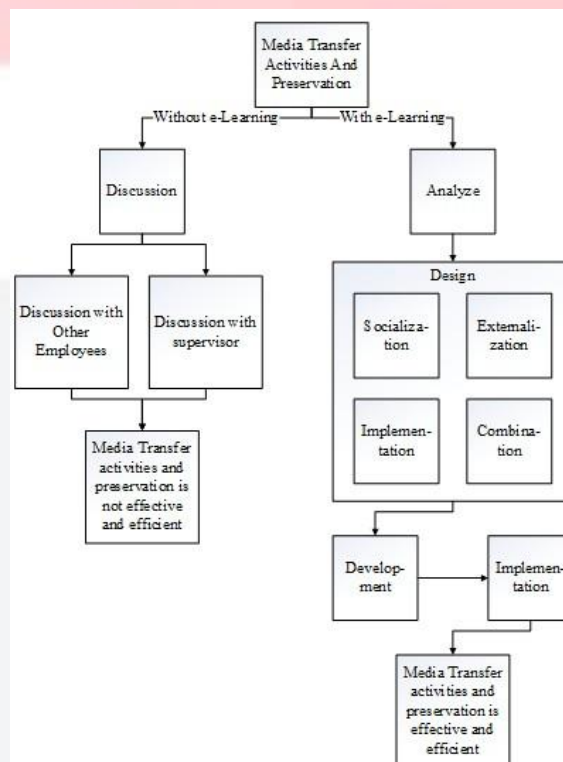 Media Transfer
Activities And
Preservation
Without e-Learning
With e-Learning
Discussion
Analyze
Discussion with
Other
Employees
Discussion with
supervisor
Design
Socializa-
tion
Externali-
zation
Implemen-
tation
Combina-
tion
Media Transfer
activities and
preservation is
not effective
and efficient
Develop-
ment
Implemen-
tation
Media Transfer
activities and
preservation is
effective and
efficient